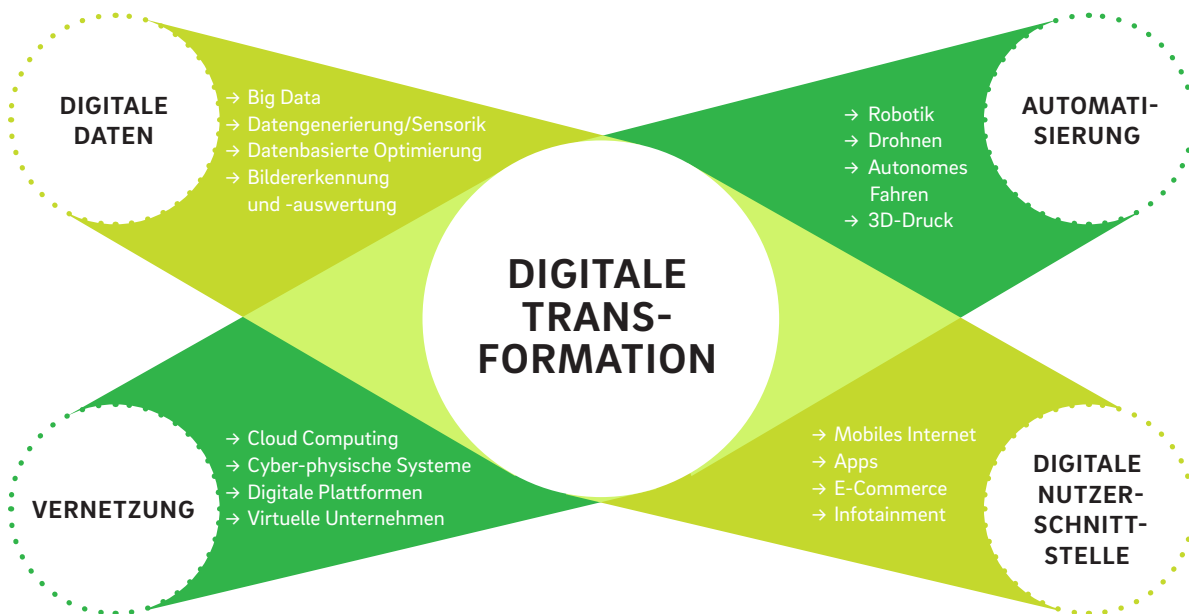 DIGITALE
DATEN
→ Big Data
→ Datengenerierung/Sensorik
→ Datenbasierte Optimierung
→ Bildererkennung
und -auswertung
→ Robotik
→ Drohnen
→ Autonomes
Fahren
→ 3D-Druck
AUTOMATI-
SIERUNG
DIGITALE
TRANS-
FORMATION
VERNETZUNG
→ Cloud Computing
→ Cyber-physische Systeme
→ Digitale Plattformen
→ Virtuelle Unternehmen
→ Mobiles Internet
→ Apps
→ E-Commerce
→ Infotainment
DIGITALE
NUTZER-
SCHNITT-
STELLE